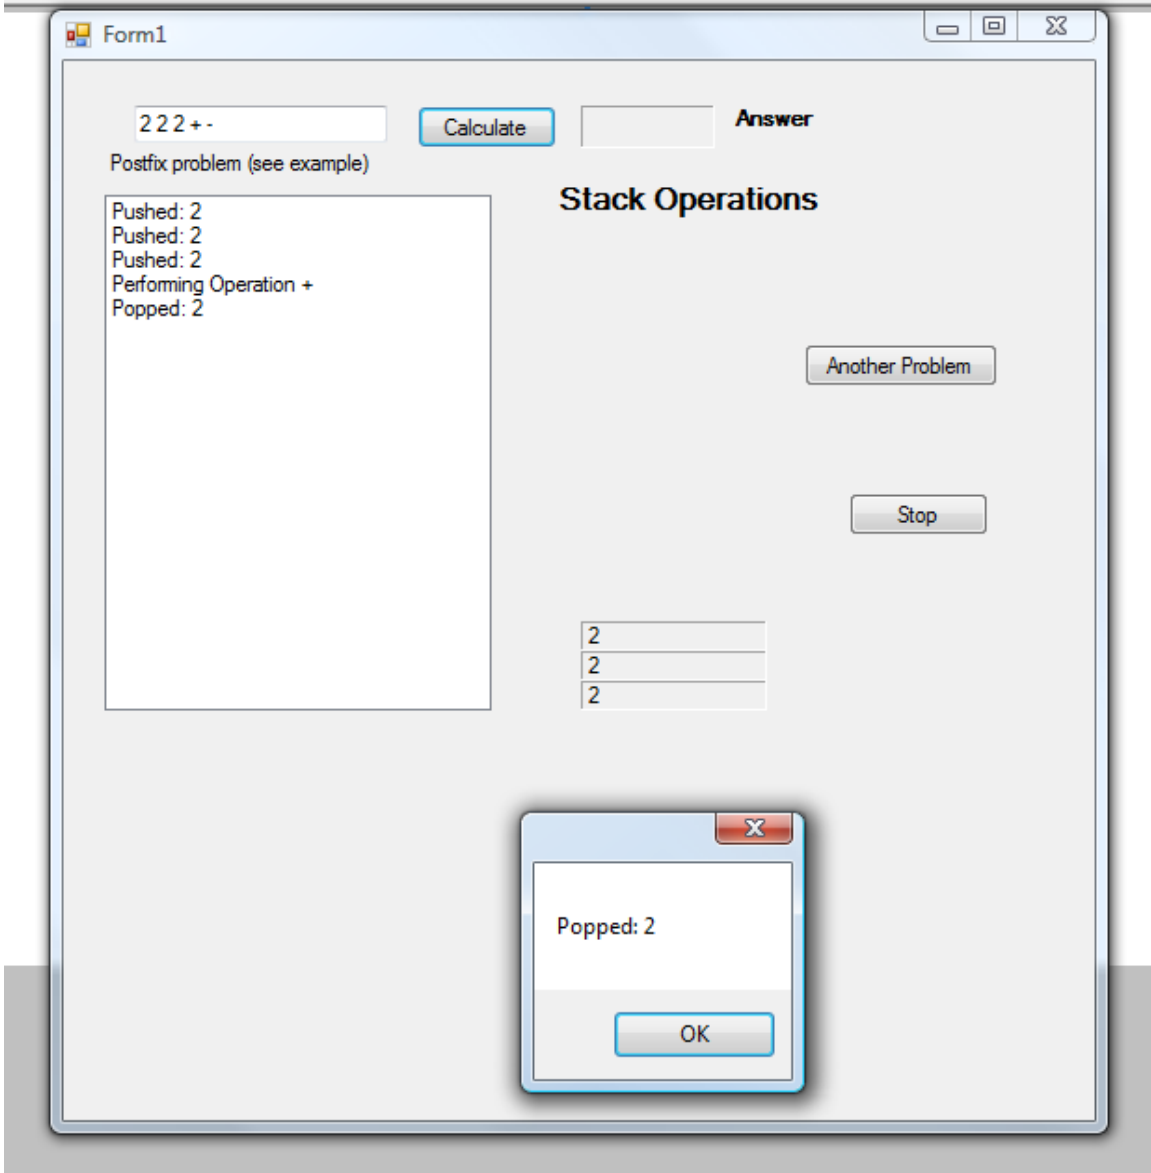 Form1
2 2 2 + -
Calculate
Answer
Postfix problem (see example)
Stack Operations
Pushed: 2
Pushed: 2
Pushed: 2
Performing Operation +
Popped: 2
Another Problem
Stop
2
2
2
Popped: 2
OK